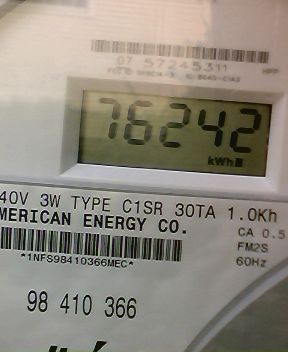 07 57245311
HPP
76242
kWh
40V 3W TYPE C1SR 30TA 1.0Kh
MERICAN ENERGY CO.
CA 0.5
FM2S
*1NFS98410366MEC*
60Hz
98 410 366